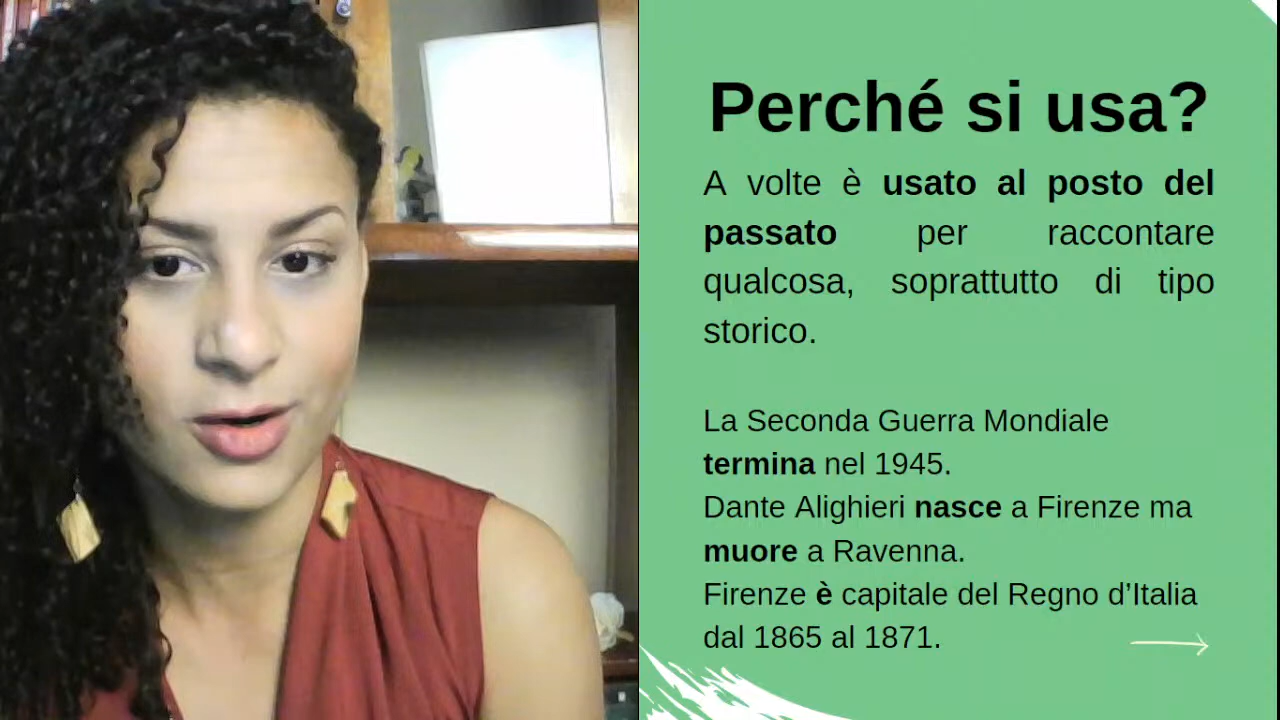 Perché si usa?
A volte è usato al posto del
passato per raccontare
qualcosa, soprattutto di tipo
storico.
La Seconda Guerra Mondiale
termina nel 1945.
Dante Alighieri nasce a Firenze ma
muore a Ravenna.
Firenze è capitale del Regno d’Italia
dal 1865 al 1871.